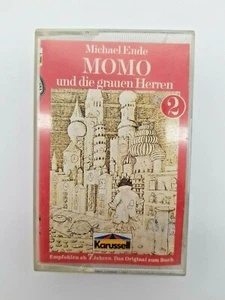 Michael Ende
MOMO
und die grauen Herren
2
Karussell
Empfohlen ab 7 Jahren. Das Original zum Buch